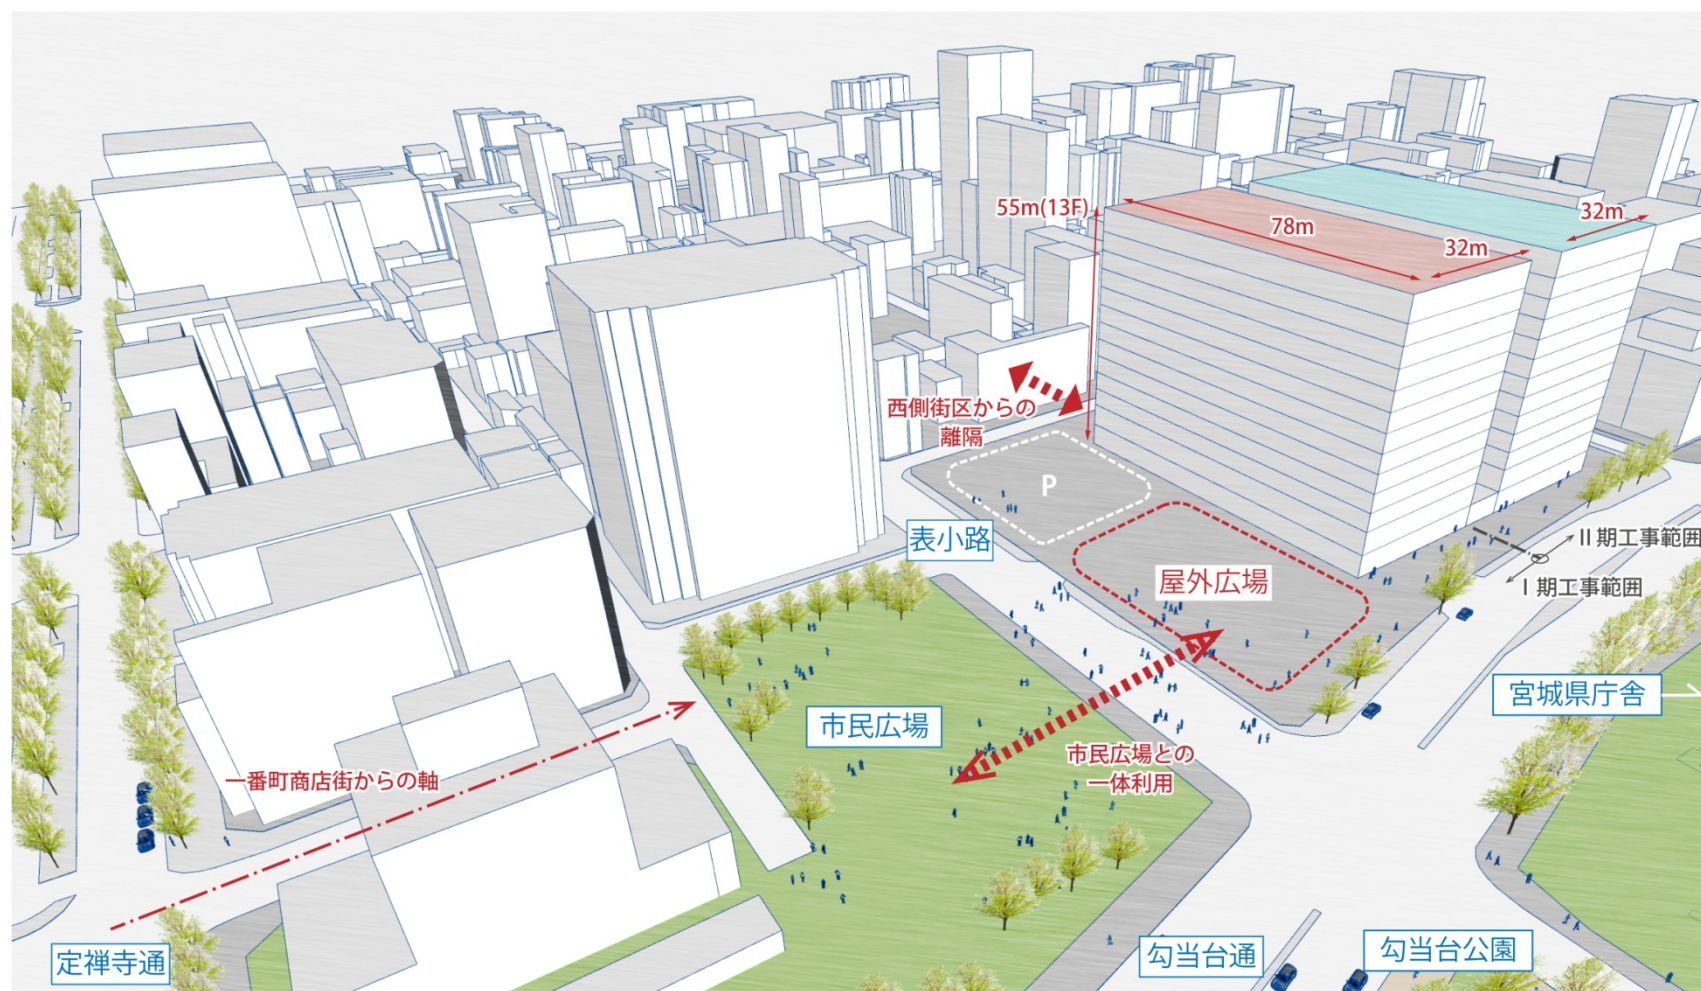 55m(13F)
78m
32m
32m
西側街区からの
離隔
P
表小路
屋外広場
II期工事範囲
I期工事範囲
宮城県庁舎
市民広場
市民広場との
一体利用
一番町商店街からの軸
定禅寺通
勾当台通
勾当台公園